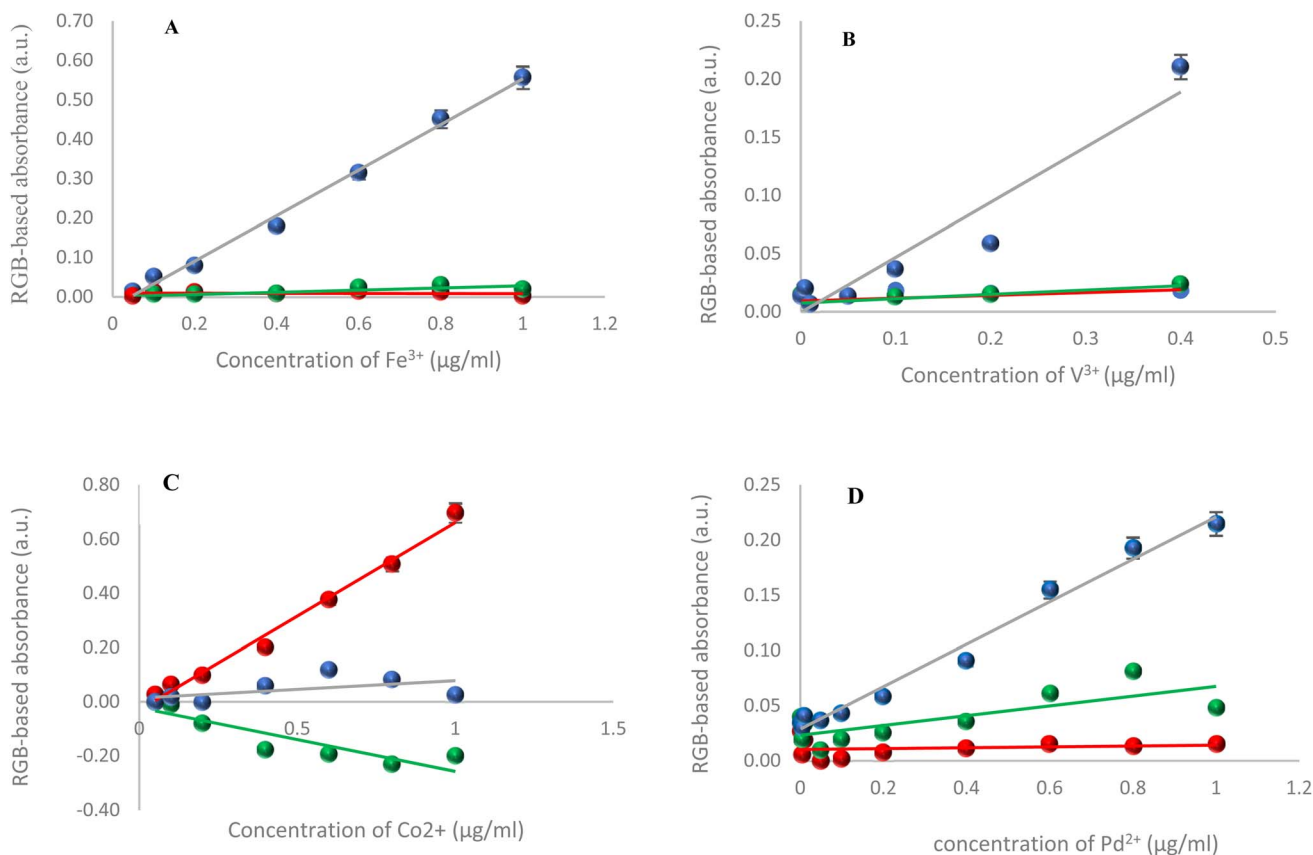 A
RGB-based absorbance (a.u.)
0.70
0.60
0.50
0.40
0.30
0.20
0.10
0.00
0 0.2 0.4 0.6 0.8 1 1.2
Concentration of Fe³⁺ (µg/ml)
B
RGB-based absorbance (a.u.)
0.25
0.20
0.15
0.10
0.05
0.00
0 0.1 0.2 0.3 0.4 0.5
Concentration of V³⁺ (µg/ml)
C
RGB-based absorbance (a.u.)
0.80
0.60
0.40
0.20
0.00
-0.20
-0.40
0 0.5 1 1.5
Concentration of Co2+ (µg/ml)
D
RGB-based absorbance (a.u.)
0.25
0.20
0.15
0.10
0.05
0.00
0 0.2 0.4 0.6 0.8 1 1.2
concentration of Pd²⁺ (µg/ml)